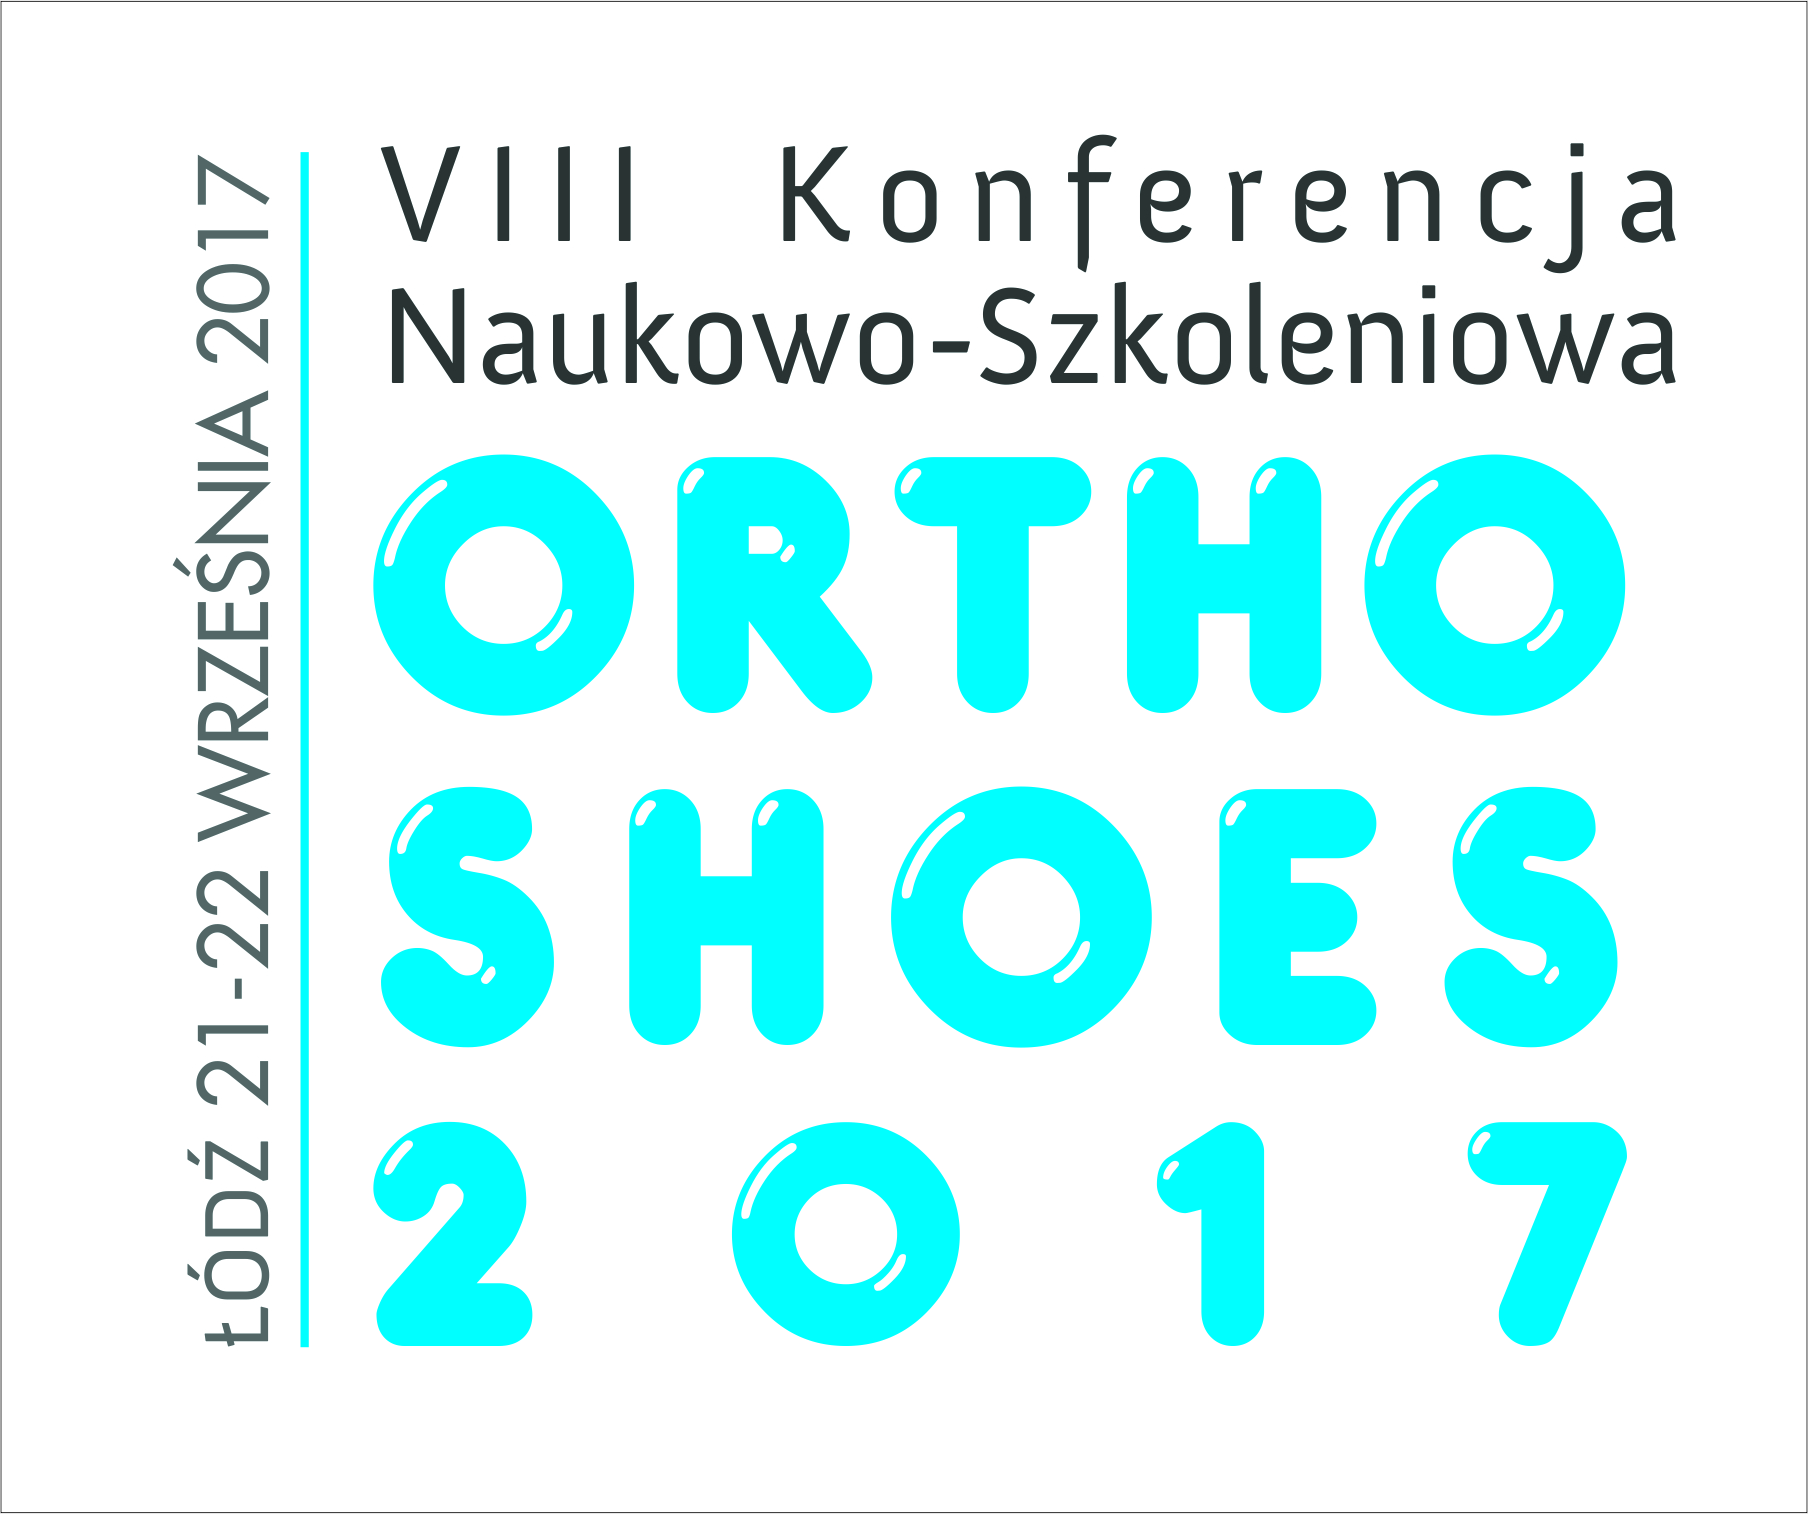 ŁÓDŹ 21-22 WRZEŚNIA 2017
VIII Konferencja
Naukowo-Szkoleniowa
ORTHO
SHOES
2017